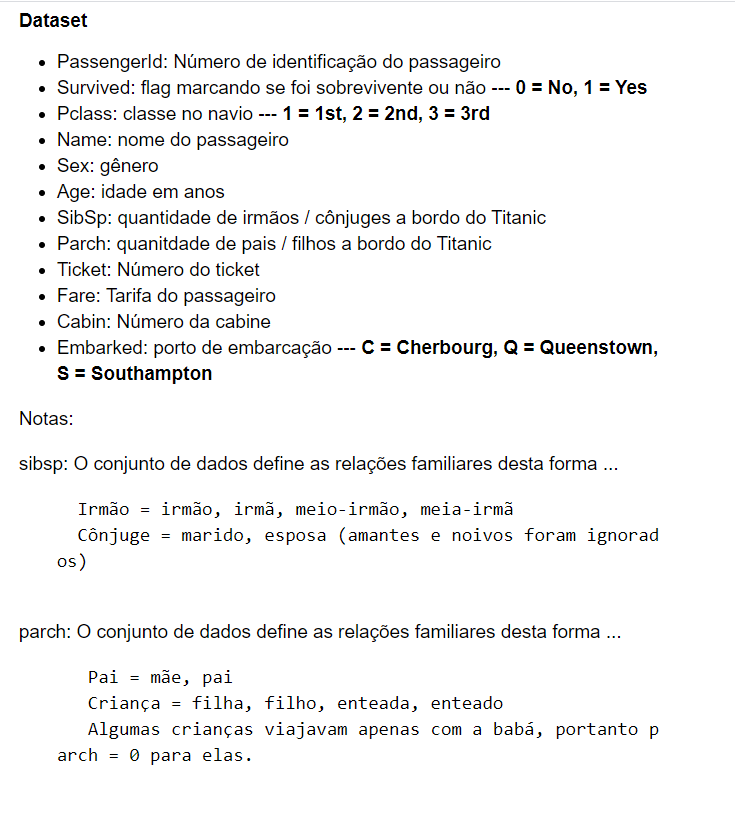 Dataset
PassengerId: Número de identificação do passageiro
Survived: flag marcando se foi sobrevivente ou não --- 0 = No, 1 = Yes
Pclass: classe no navio --- 1 = 1st, 2 = 2nd, 3 = 3rd
Name: nome do passageiro
Sex: gênero
Age: idade em anos
SibSp: quantidade de irmãos / cônjuges a bordo do Titanic
Parch: quanitdade de pais / filhos a bordo do Titanic
Ticket: Número do ticket
Fare: Tarifa do passageiro
Cabin: Número da cabine
Embarked: porto de embarcação --- C = Cherbourg, Q = Queenstown,
S = Southampton
Notas:
sibsp: O conjunto de dados define as relações familiares desta forma ...
Irmão = irmão, irmã, meio-irmão, meia-irmã
Cônjuge = marido, esposa (amantes e noivos foram ignorad
os)
parch: O conjunto de dados define as relações familiares desta forma ...
Pai = mãe, pai
Criança = filha, filho, enteada, enteado
Algumas crianças viajavam apenas com a babá, portanto p
arch = 0 para elas.